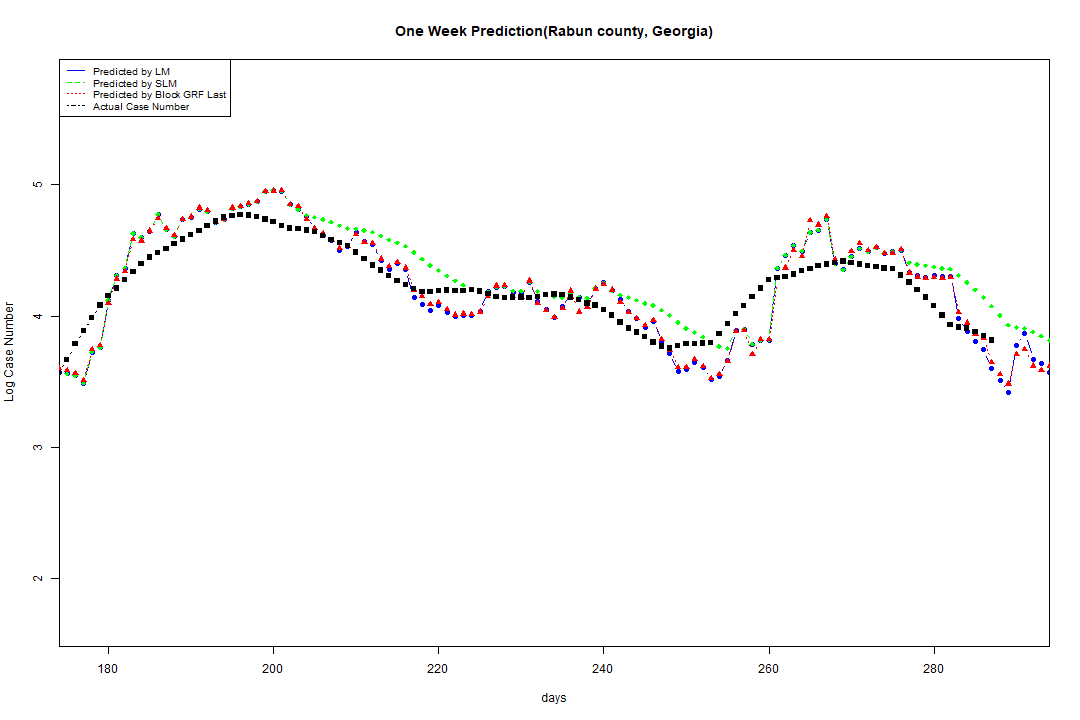 One Week Prediction(Rabun county, Georgia)
Predicted by LM
Predicted by SLM
Predicted by Block GRF Last
Actual Case Number
5
4
3
2
Log Case Number
180 200 220 240 260 280
days